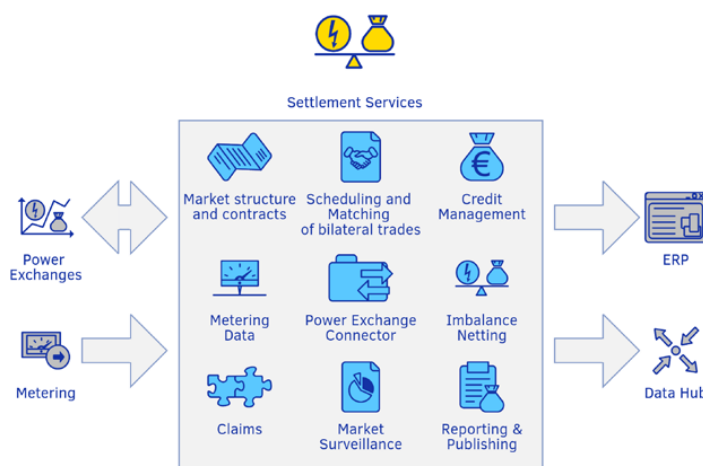 Settlement Services
Market structure
and contracts
Scheduling and
Matching
of bilateral trades
Credit
Management
Power
Exchanges
ERP
Metering
Data
Power Exchange
Connector
Imbalance
Netting
Metering
Data Hub
Claims
Market
Surveillance
Reporting &
Publishing